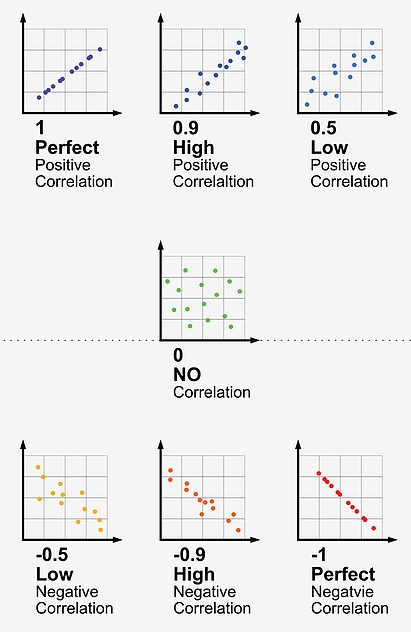 1
Perfect
Positive
Correlation
0.9
High
Positive
Correlaltion
0.5
Low
Positive
Correlation
0
NO
Correlation
-0.5
Low
Negative
Correlation
-0.9
High
Negative
Correlation
-1
Perfect
Negatvie
Correlation